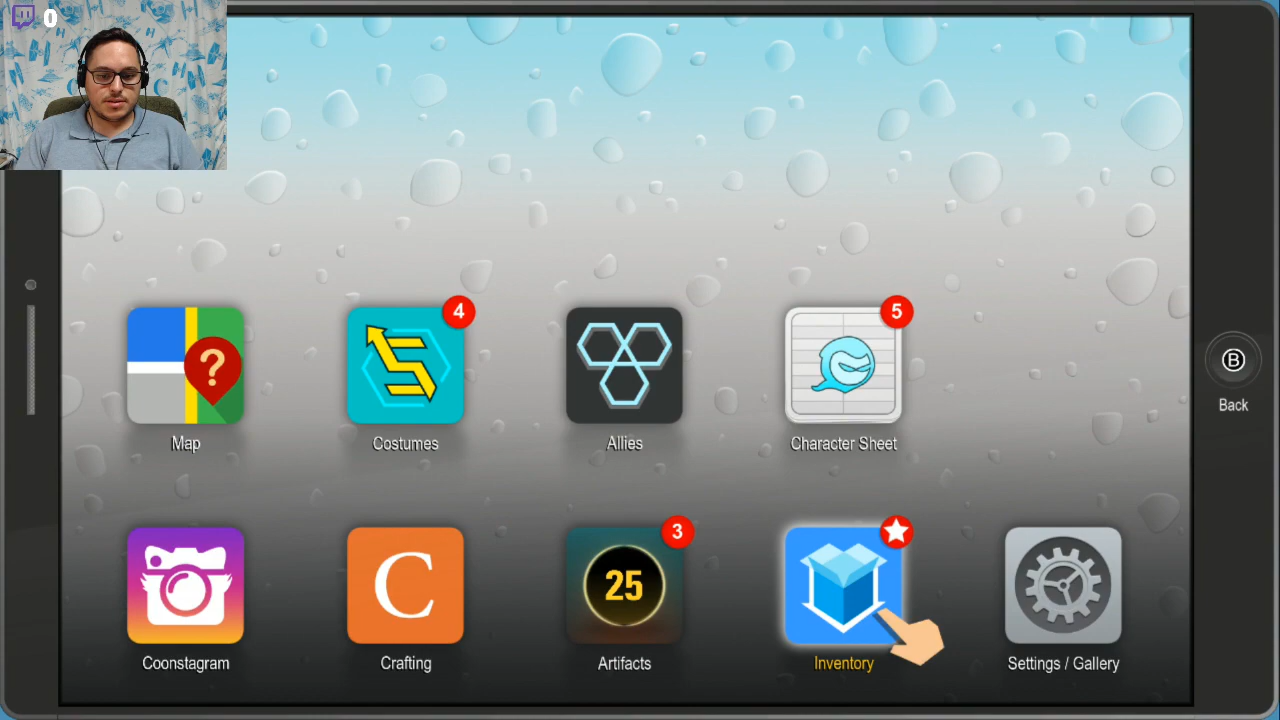 0
4
5
?
Map
Costumes
Allies
Character Sheet
B
Back
3
C
25
Coonstagram
Crafting
Artifacts
Inventory
Settings / Gallery